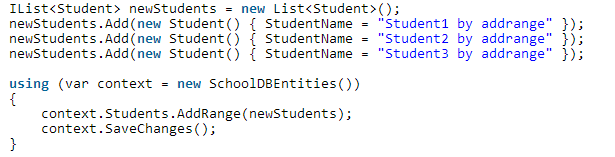 IList<Student> newStudents = new List<Student>();
newStudents.Add(new Student() { StudentName = "Student1 by addrange" });
newStudents.Add(new Student() { StudentName = "Student2 by addrange" });
newStudents.Add(new Student() { StudentName = "Student3 by addrange" });
using (var context = new SchoolDBEntities())
{
    context.Students.AddRange(newStudents);
    context.SaveChanges();
}